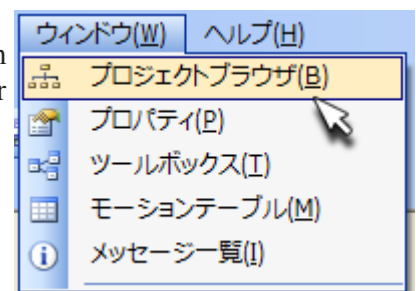 ウィンドウ(W) ヘルプ(H)
プロジェクトブラウザ(B)
プロパティ(P)
ツールボックス(T)
モーションテーブル(M)
メッセージ一覧(I)